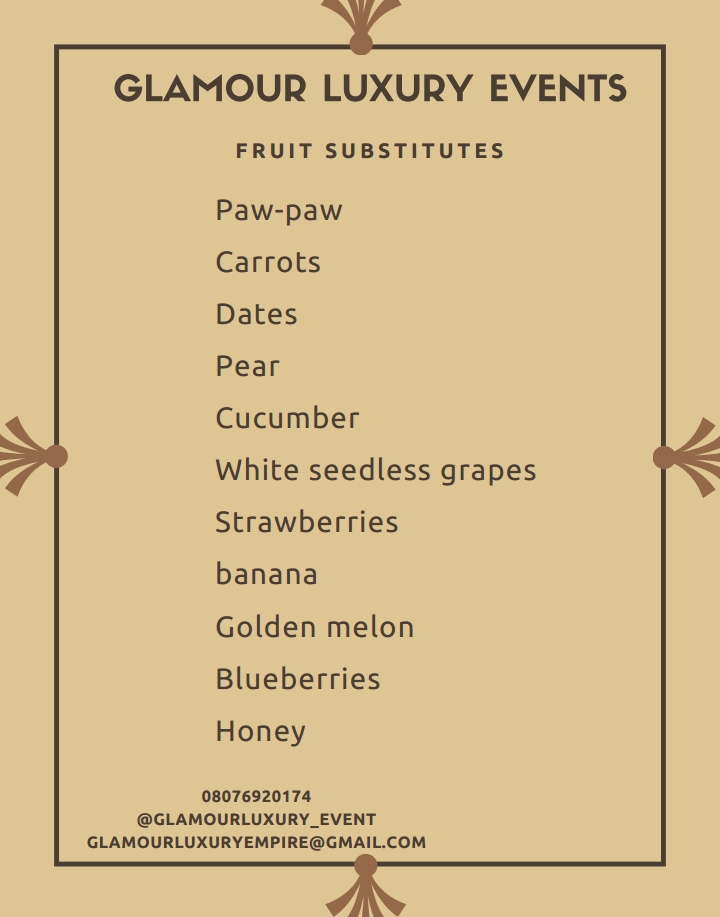 GLAMOUR LUXURY EVENTS
FRUIT SUBSTITUTES
Paw-paw
Carrots
Dates
Pear
Cucumber
White seedless grapes
Strawberries
banana
Golden melon
Blueberries
Honey
08076920174
@GLAMOURLUXURY_EVENT
GLAMOURLUXURYEMPIRE@GMAIL.COM